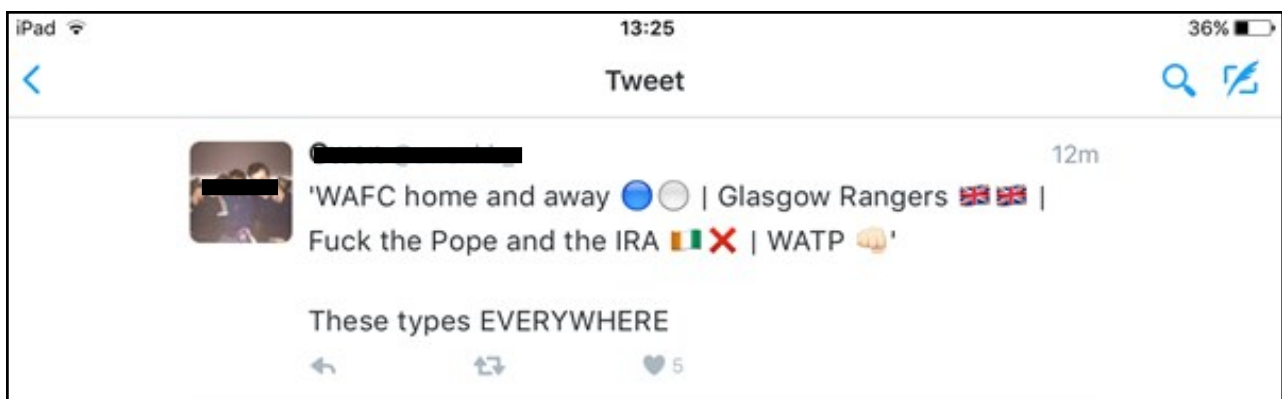 iPad 13:25 36%
Tweet
12m
'WAFC home and away 🔵⚪ | Glasgow Rangers 🇬🇧🇬🇧 |
Fuck the Pope and the IRA 🇮🇪❌ | WATP 👊🏻'
These types EVERYWHERE
5